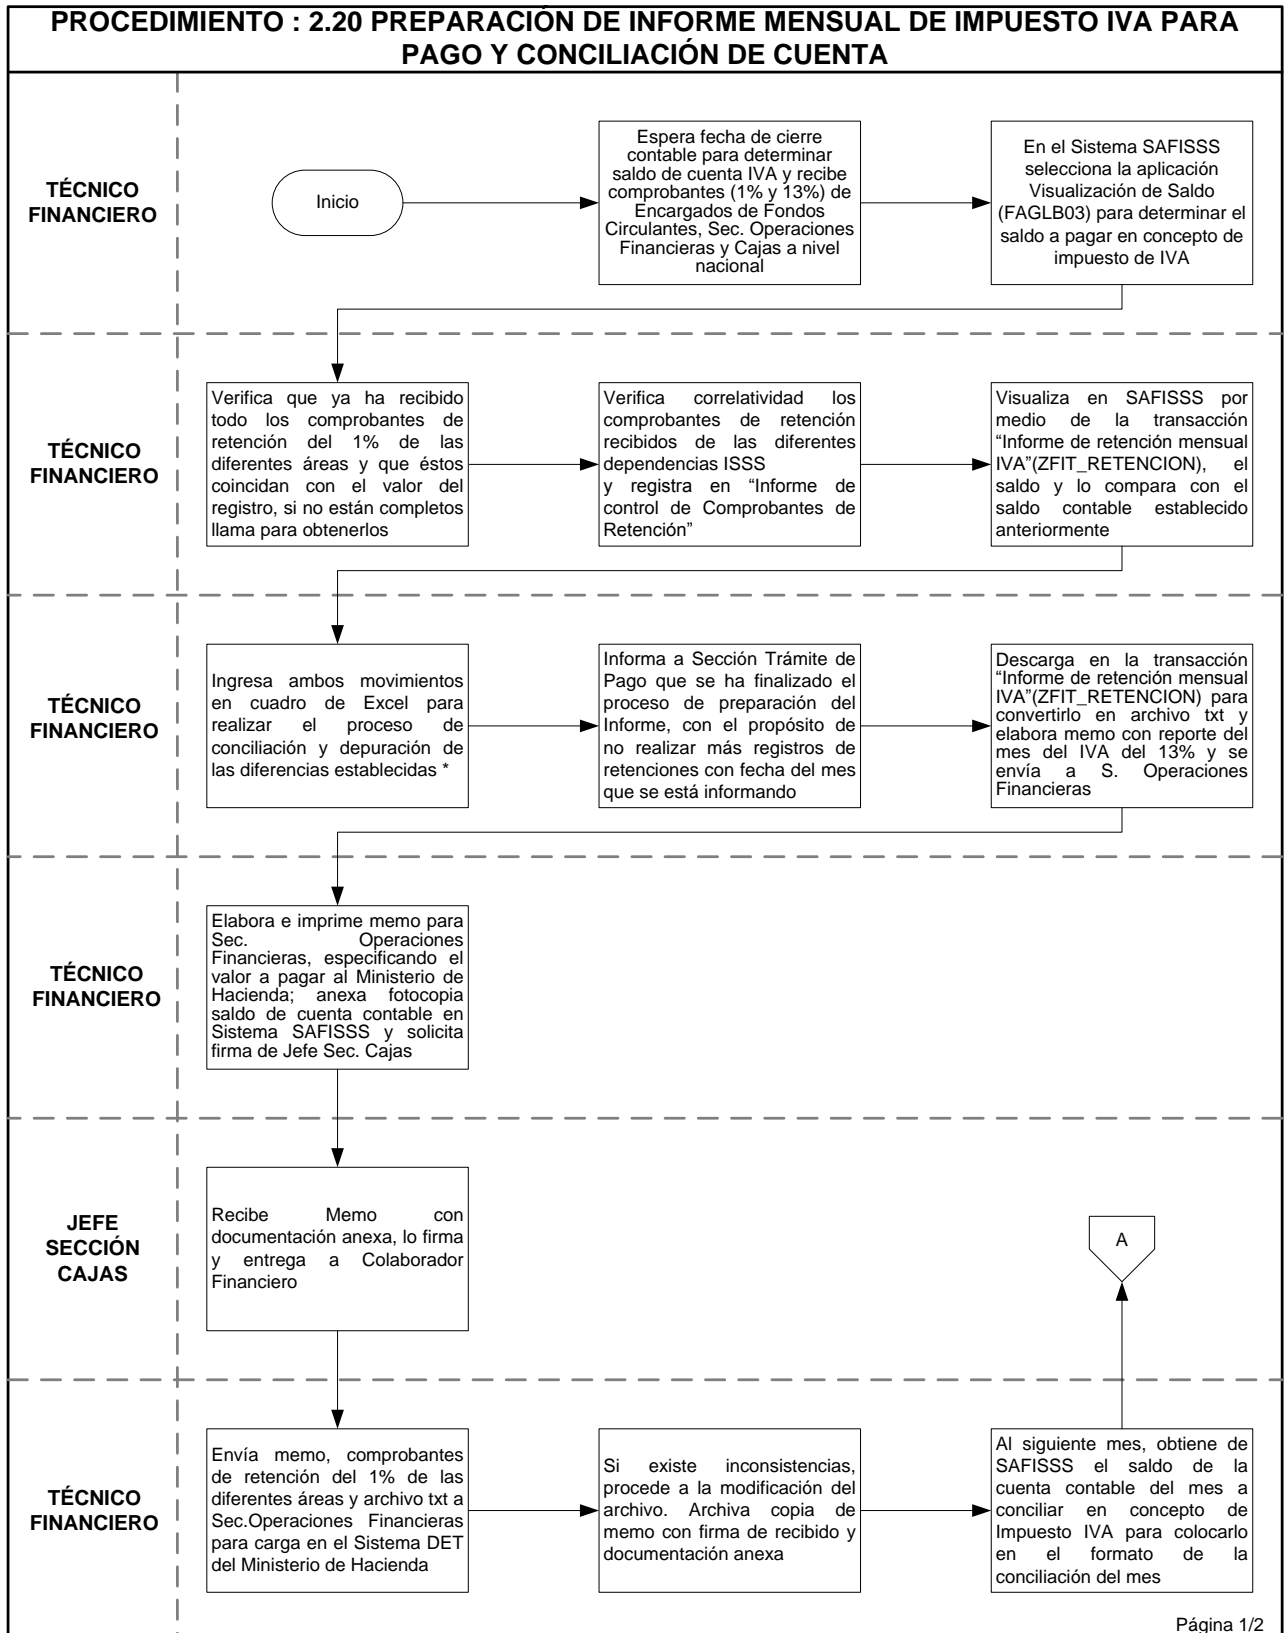 PROCEDIMIENTO : 2.20 PREPARACIÓN DE INFORME MENSUAL DE IMPUESTO IVA PARA
PAGO Y CONCILIACIÓN DE CUENTA
TÉCNICO
FINANCIERO
Inicio
Espera fecha de cierre
contable para determinar
saldo de cuenta IVA y recibe
comprobantes (1% y 13%) de
Encargados de Fondos
Circulantes, Sec. Operaciones
Financieras y Cajas a nivel
nacional
En el Sistema SAFISSS
selecciona la aplicación
Visualización de Saldo
(FAGLB03) para determinar el
saldo a pagar en concepto de
impuesto de IVA
TÉCNICO
FINANCIERO
Verifica que ya ha recibido
todo los comprobantes de
retención del 1% de las
diferentes áreas y que éstos
coincidan con el valor del
registro, si no están completos
llama para obtenerlos
Verifica correlatividad los
comprobantes de retención
recibidos de las diferentes
dependencias ISSS
y registra en “Informe de
control de Comprobantes de
Retención”
Visualiza en SAFISSS por
medio de la transacción
“Informe de retención mensual
IVA”(ZFIT_RETENCION), el
saldo y lo compara con el
saldo contable establecido
anteriormente
TÉCNICO
FINANCIERO
Ingresa ambos movimientos
en cuadro de Excel para
realizar el proceso de
conciliación y depuración de
las diferencias establecidas *
Informa a Sección Trámite de
Pago que se ha finalizado el
proceso de preparación del
Informe, con el propósito de
no realizar más registros de
retenciones con fecha del mes
que se está informando
Descarga en la transacción
“Informe de retención mensual
IVA”(ZFIT_RETENCION) para
convertirlo en archivo txt y
elabora memo con reporte del
mes del IVA del 13% y se
envía a S. Operaciones
Financieras
TÉCNICO
FINANCIERO
Elabora e imprime memo para
Sec. Operaciones
Financieras, especificando el
valor a pagar al Ministerio de
Hacienda; anexa fotocopia
saldo de cuenta contable en
Sistema SAFISSS y solicita
firma de Jefe Sec. Cajas
JEFE
SECCIÓN
CAJAS
Recibe Memo con
documentación anexa, lo firma
y entrega a Colaborador
Financiero
A
TÉCNICO
FINANCIERO
Envía memo, comprobantes
de retención del 1% de las
diferentes áreas y archivo txt a
Sec.Operaciones Financieras
para carga en el Sistema DET
del Ministerio de Hacienda
Si existe inconsistencias,
procede a la modificación del
archivo. Archiva copia de
memo con firma de recibido y
documentación anexa
Al siguiente mes, obtiene de
SAFISSS el saldo de la
cuenta contable del mes a
conciliar en concepto de
Impuesto IVA para colocarlo
en el formato de la
conciliación del mes
Página 1/2